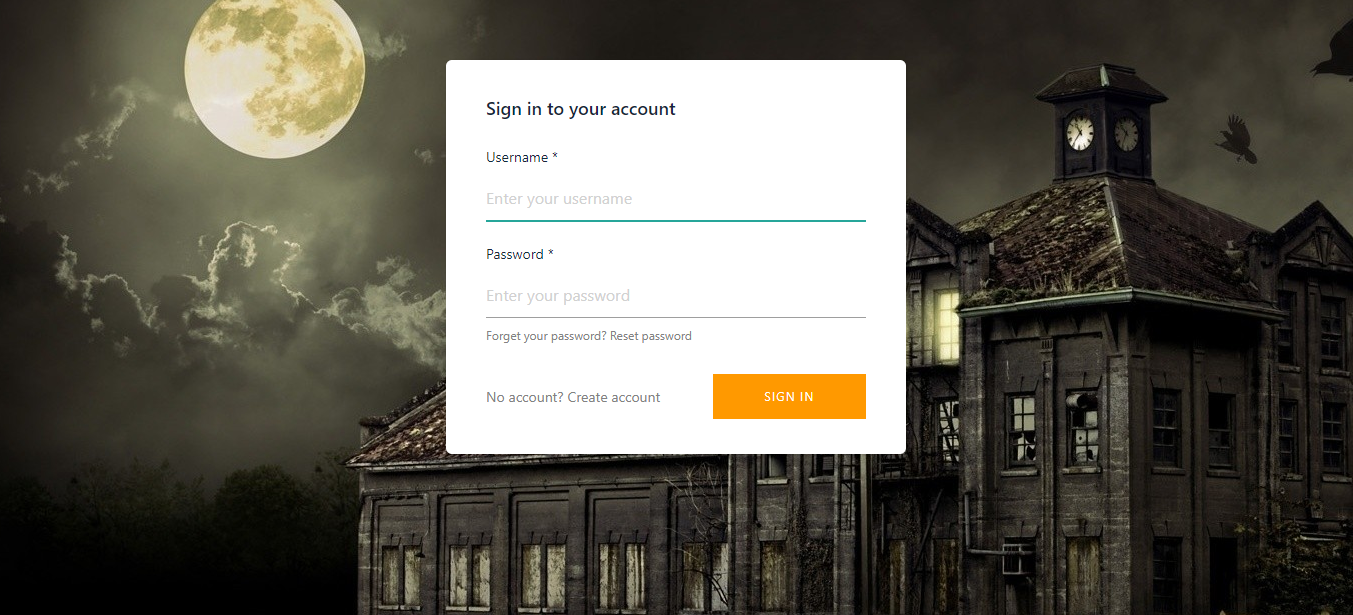 Sign in to your account
Username *
Enter your username
Password *
Enter your password
Forget your password? Reset password
No account? Create account
SIGN IN